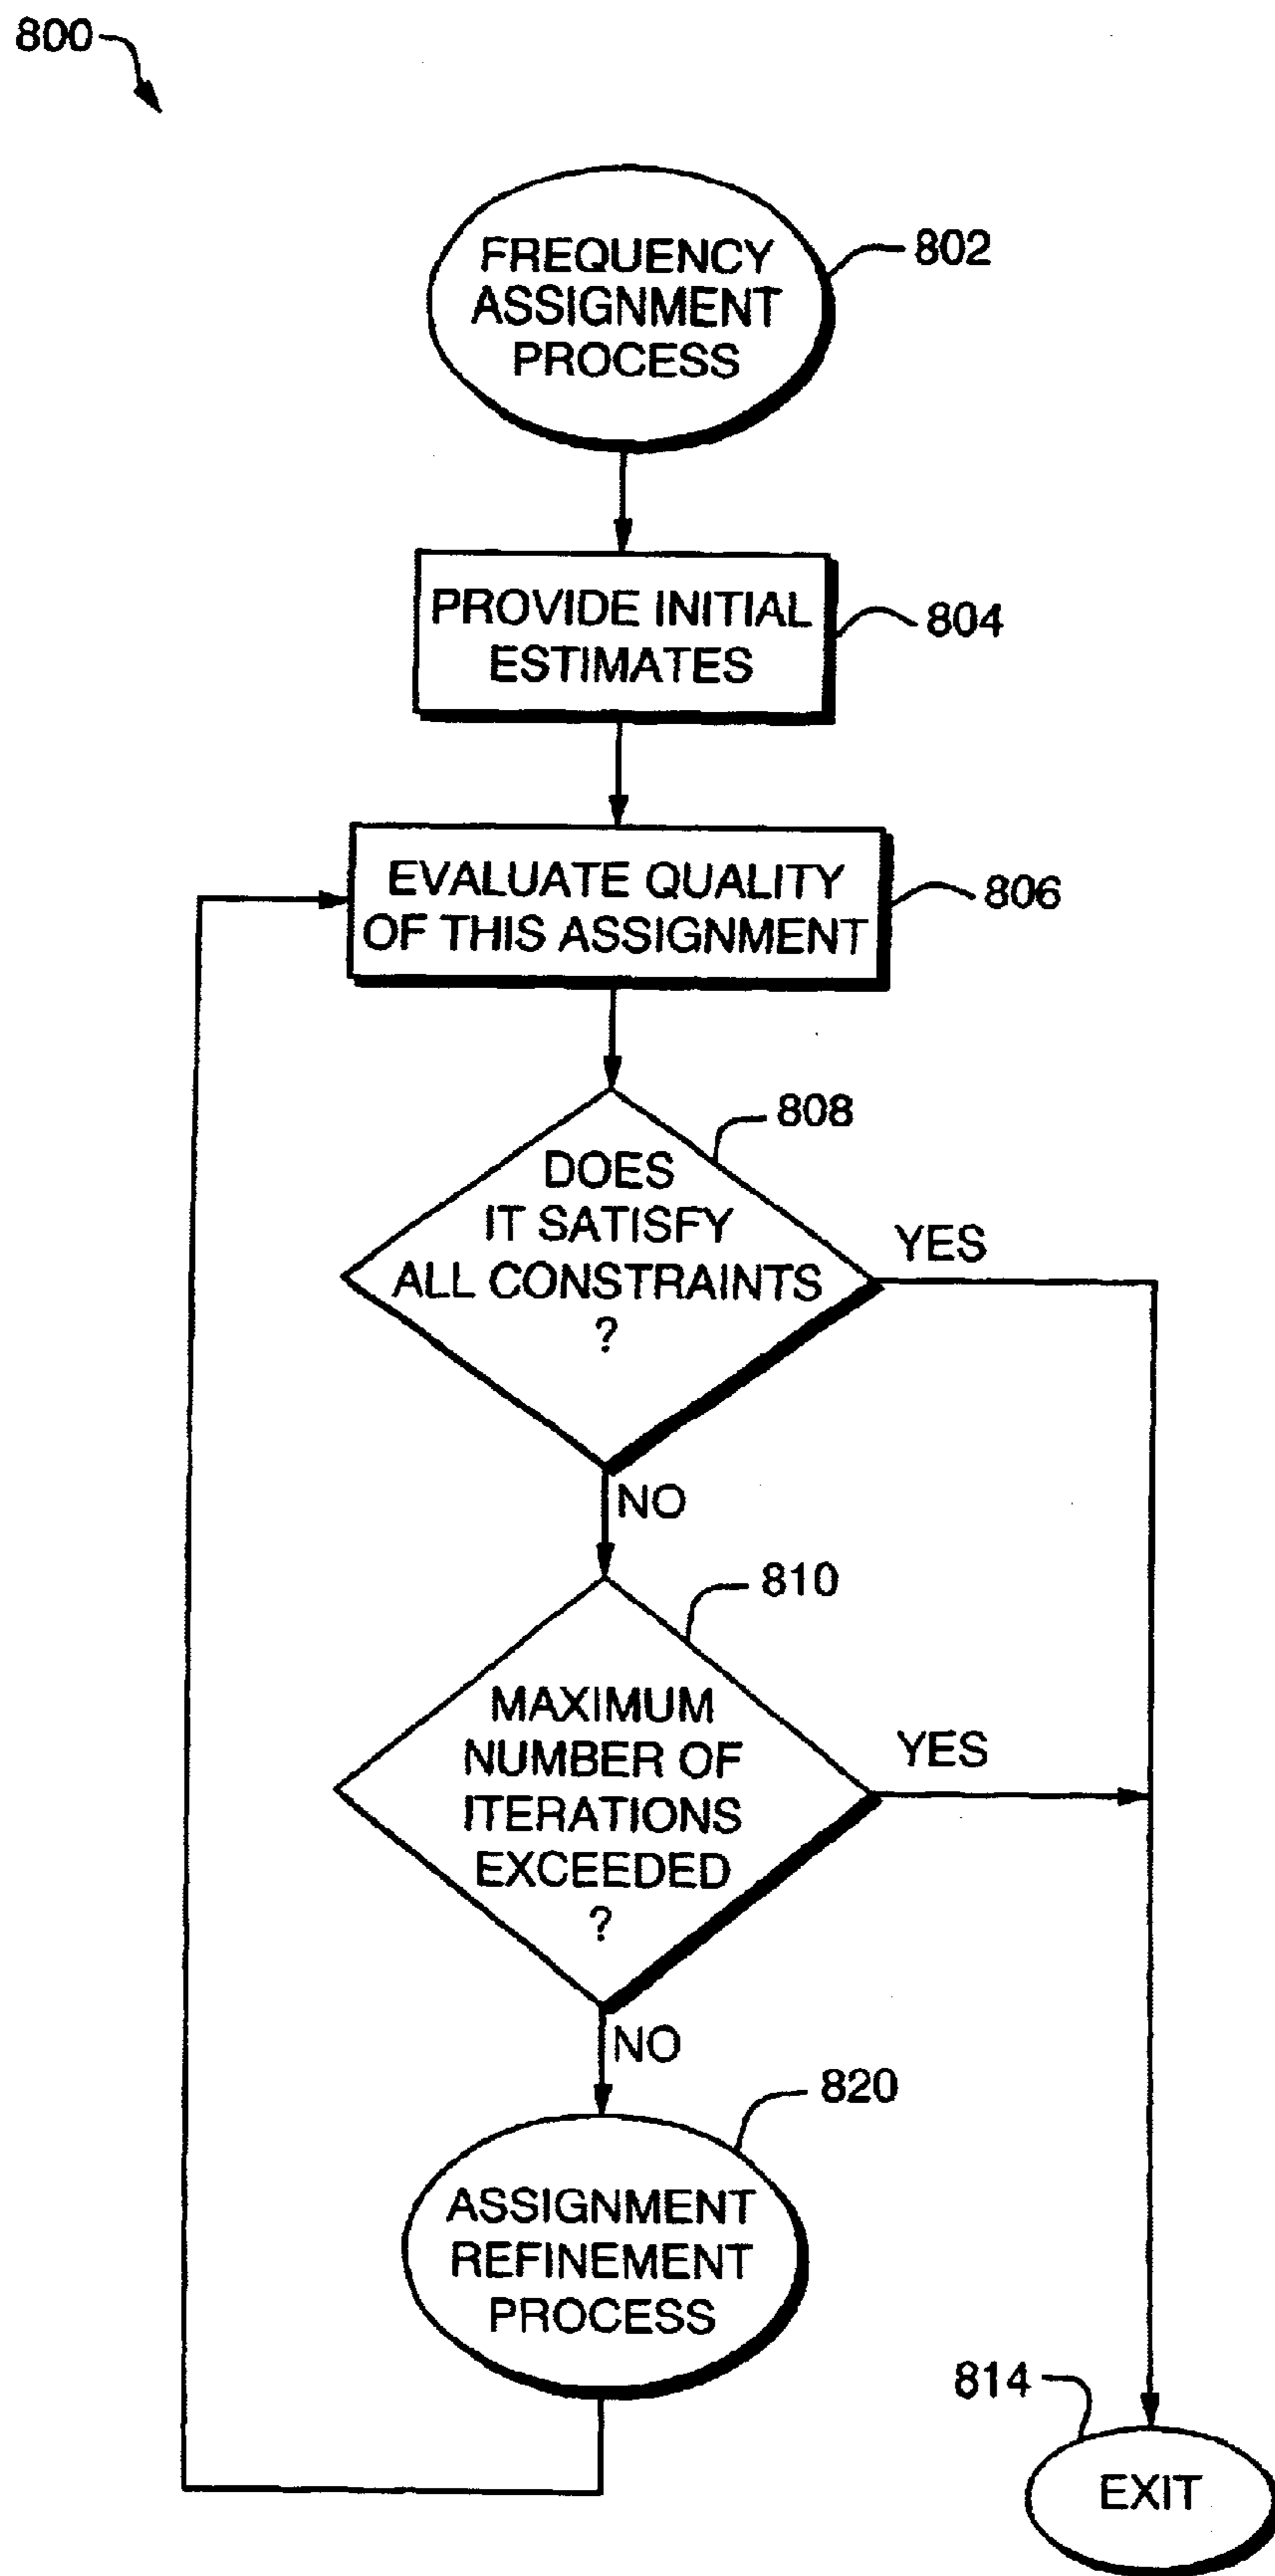 800
FREQUENCY
ASSIGNMENT
PROCESS
802
PROVIDE INITIAL
ESTIMATES
804
EVALUATE QUALITY
OF THIS ASSIGNMENT
806
808
DOES
IT SATISFY
ALL CONSTRAINTS
?
YES
NO
810
MAXIMUM
NUMBER OF
ITERATIONS
EXCEEDED
?
YES
NO
820
ASSIGNMENT
REFINEMENT
PROCESS
814
EXIT